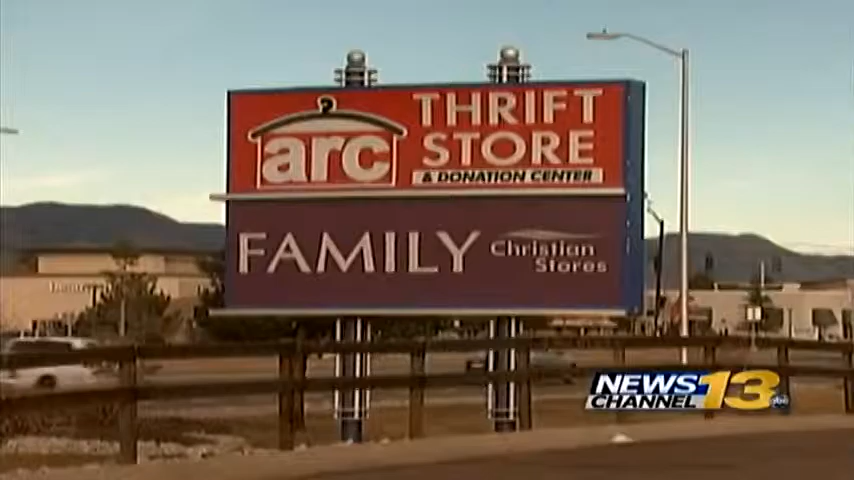 arc
THRIFT
STORE
& DONATION CENTER
FAMILY
Christian
Stores
NEWS 13
CHANNEL abc